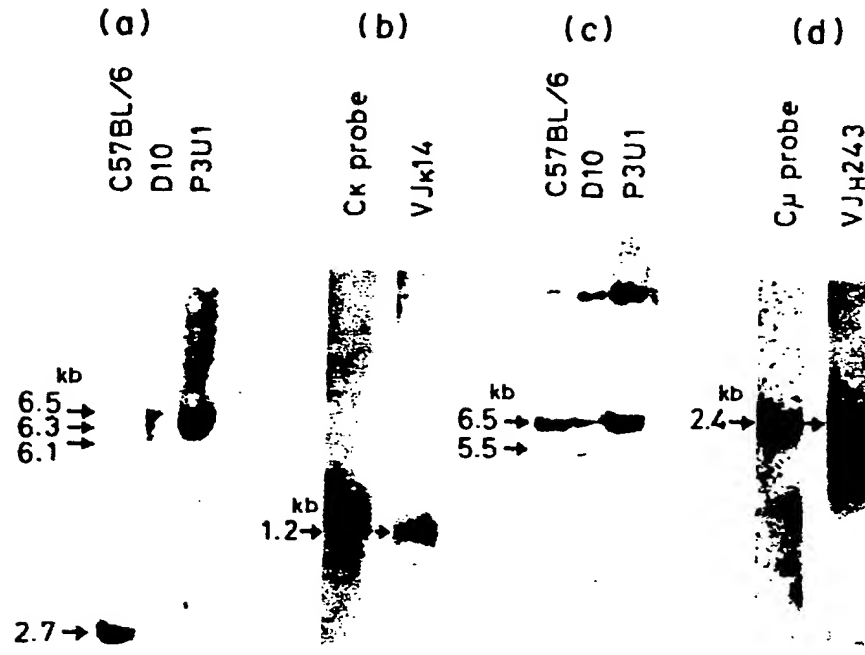 (a)
(b)
(c)
(d)
C57BL/6
D10
P3U1
Cκ probe
VJκ14
C57BL/6
D10
P3U1
Cμ probe
VJH243
kb
6.5→
6.3→
6.1→
2.7→
kb
1.2→
kb
6.5→
5.5→
kb
2.4→